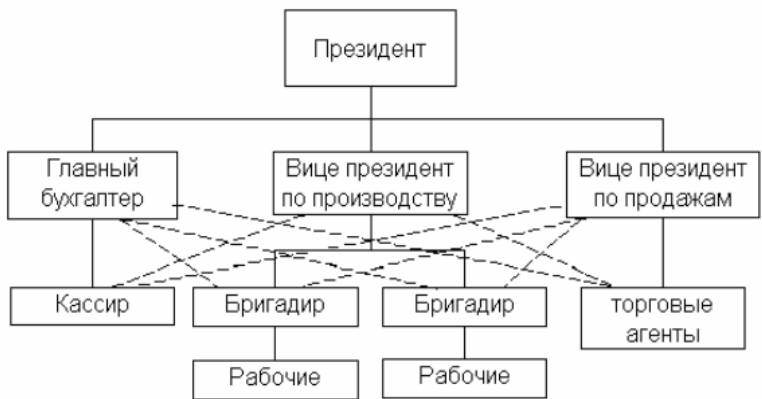 Президент
Главный
бухгалтер
Вице президент
по производству
Вице президент
по продажам
Кассир
Бригадир
Бригадир
торговые
агенты
Рабочие
Рабочие